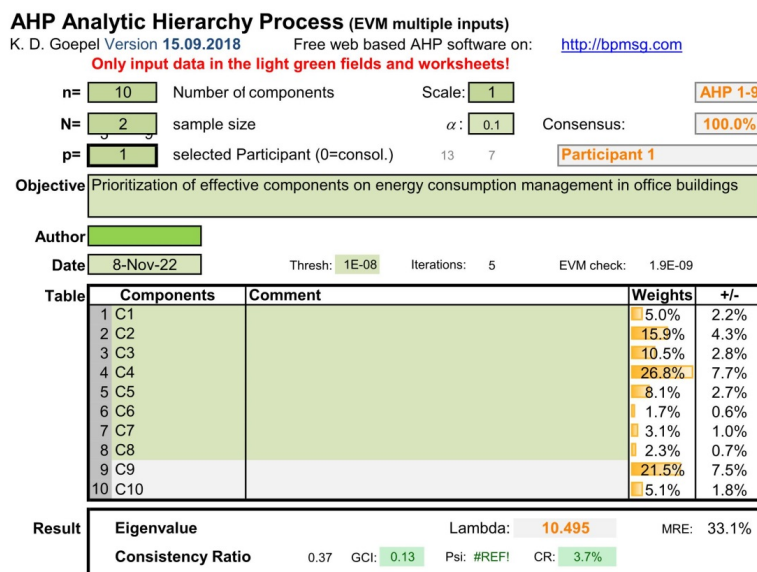 AHP Analytic Hierarchy Process (EVM multiple inputs)
K. D. Goepel Version 15.09.2018 Free web based AHP software on: http://bpmsg.com
Only input data in the light green fields and worksheets!
n= 10 Number of components Scale: 1 AHP 1-9
N= 2 sample size α: 0.1 Consensus: 100.0%
p= 1 selected Participant (0=consol.) 13 7 Participant 1
Objective Prioritization of effective components on energy consumption management in office buildings
Author
Date 8-Nov-22 Thresh: 1E-08 Iterations: 5 EVM check: 1.9E-09
Table Components Comment Weights +/-
1 C1 5.0% 2.2%
2 C2 15.9% 4.3%
3 C3 10.5% 2.8%
4 C4 26.8% 7.7%
5 C5 8.1% 2.7%
6 C6 1.7% 0.6%
7 C7 3.1% 1.0%
8 C8 2.3% 0.7%
9 C9 21.5% 7.5%
10 C10 5.1% 1.8%
Result Eigenvalue Lambda: 10.495 MRE: 33.1%
Consistency Ratio 0.37 GCI: 0.13 Psi: #REF! CR: 3.7%